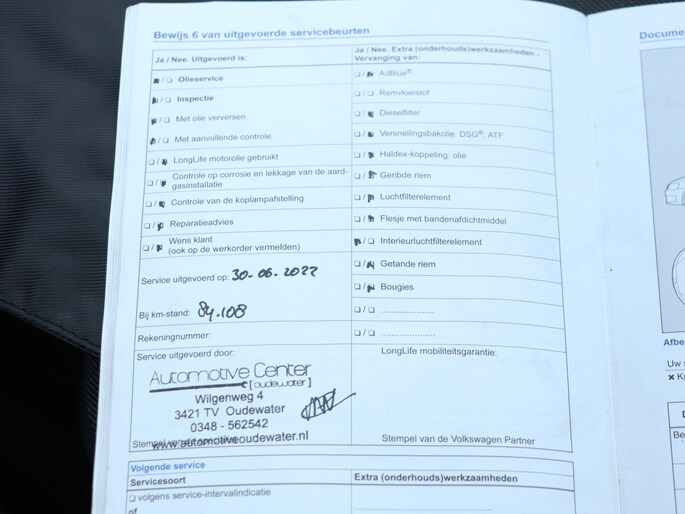 Bewijs 6 van uitgevoerde servicebeurten
Ja / Nee. Uitgevoerd is:
Ja / Nee. Extra (onderhouds)werkzaamheden - Vervanging van:
Olieservice
AdBlue®
Inspectie
Remvloeistof
Met olie verversen
Dieselfilter
Met aanvullende controle
Versnellingsbakolie: DSG®, ATF
LongLife motorolie gebruikt
Haldex-koppeling: olie
Controle op corrosie en lekkage van de aard-
gasinstallatie
Geribde riem
Controle van de koplampafstelling
Luchtfilterelement
Reparatieadvies
Flesje met bandenafdichtmiddel
Wens klant
(ook op de werkorder vermelden)
Interieurluchtfilterelement
Service uitgevoerd op: 30-06-2022
Getande riem
Bougies
Bij km-stand: 84.108
Rekeningnummer:
Service uitgevoerd door:
LongLife mobiliteitsgarantie:
Automotive Center
[oudewater]
Wilgenweg 4
3421 TV Oudewater
0348 - 562542
www.automotiveoudewater.nl
Stempel van de Volkswagen Partner
Volgende service
Servicesoort
Extra (onderhouds)werkzaamheden
volgens service-intervalindicatie
of
Docume
Afbe
Uw